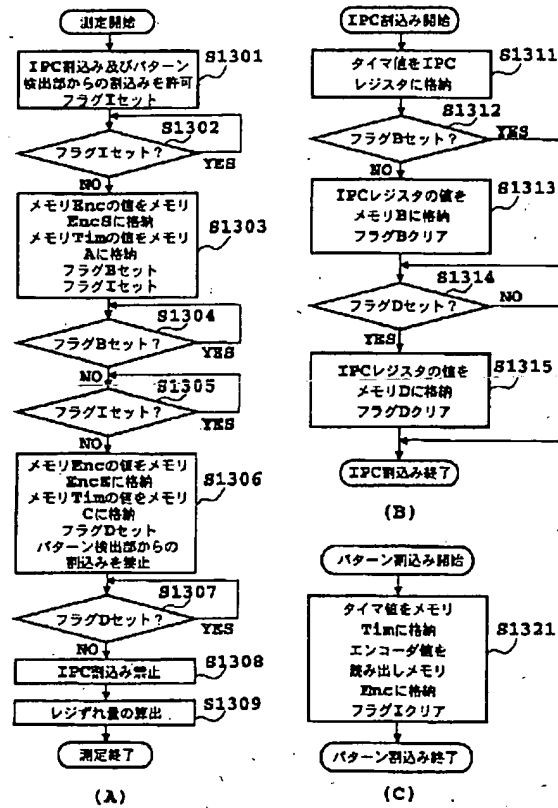 測定開始
S1301
IPC割込み及びパターン
検出部からの割込みを許可
フラグIセット
S1302
フラグIセット?
YES
NO
メモリEncの値をメモリ
EncSに格納
メモリTimの値をメモリ
Aに格納
フラグBセット
フラグIセット
S1303
S1304
フラグBセット?
YES
NO
S1305
フラグIセット?
YES
NO
メモリEncの値をメモリ
EncEに格納
メモリTimの値をメモリ
Cに格納
フラグDセット
パターン検出部からの
割込みを禁止
S1306
S1307
フラグDセット?
YES
NO
IPC割込み禁止
S1308
レジずれ量の算出
S1309
測定終了
(A)
IPC割込み開始
タイマ値をIPC
レジスタに格納
S1311
S1312
フラグBセット?
YES
NO
IPCレジスタの値を
メモリBに格納
フラグBクリア
S1313
S1314
フラグDセット?
NO
YES
IPCレジスタの値を
メモリDに格納
フラグDクリア
S1315
IPC割込み終了
(B)
パターン割込み開始
タイマ値をメモリ
Timに格納
エンコーダ値を
読み出しメモリ
Encに格納
フラグIクリア
S1321
パターン割込み終了
(C)